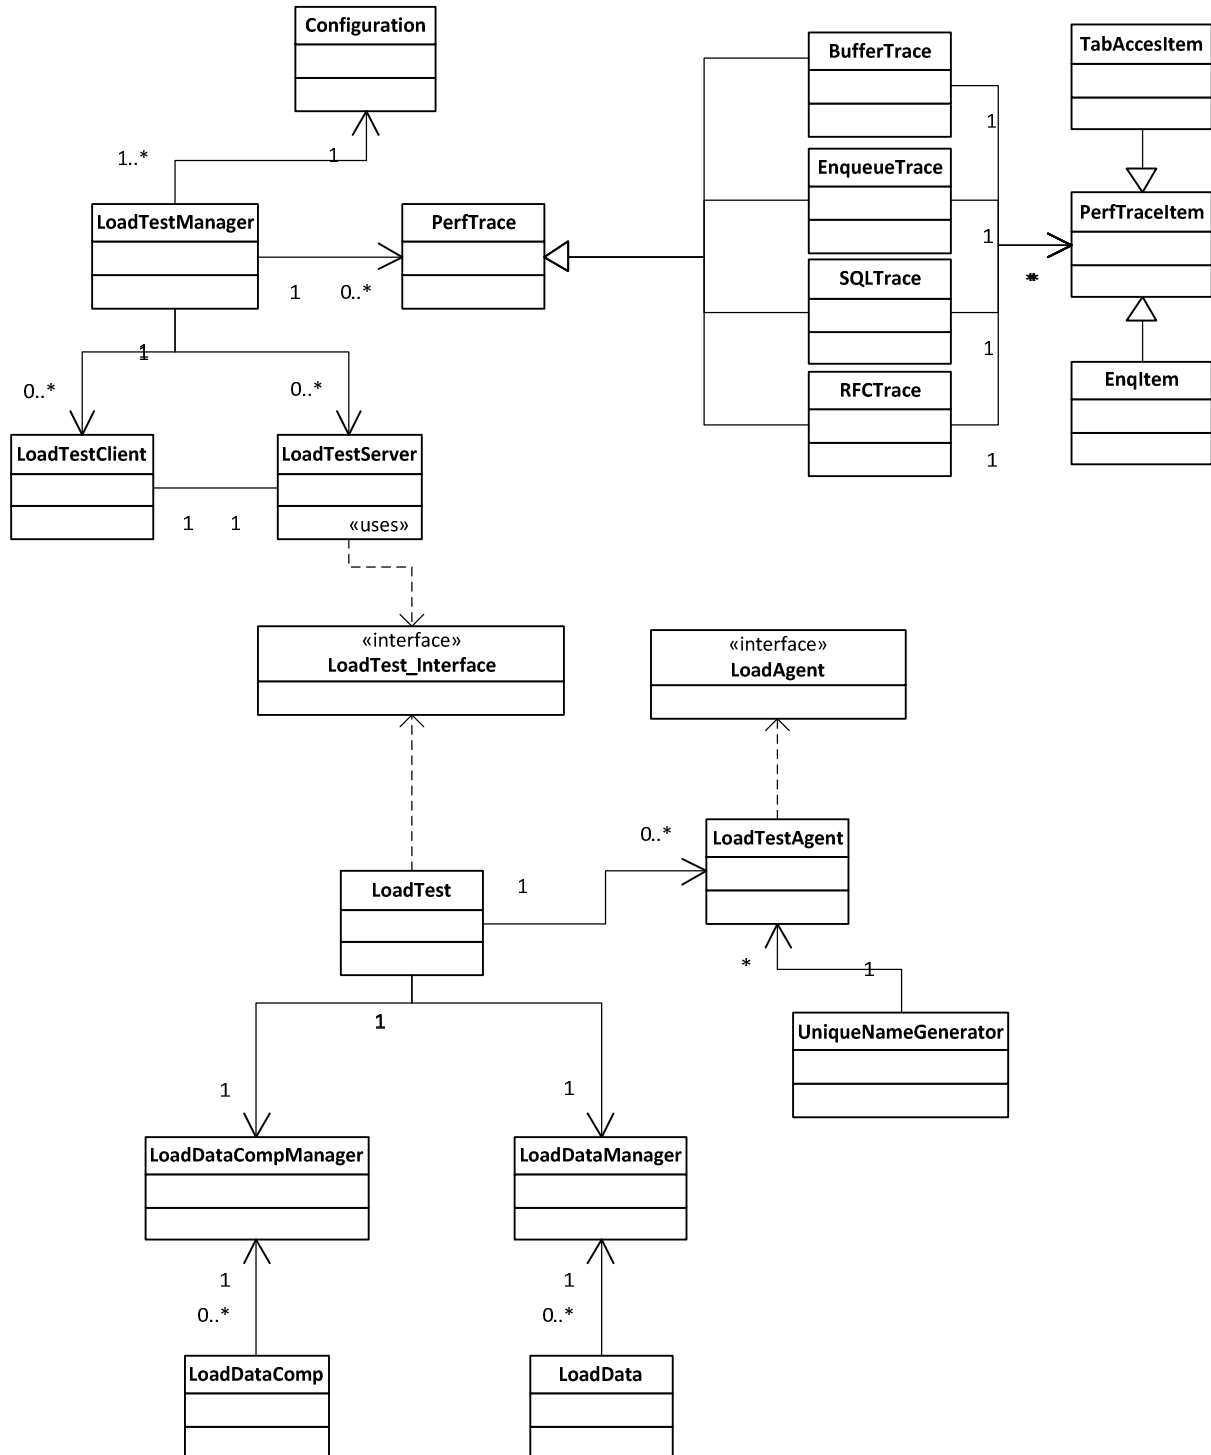 Configuration
BufferTrace
TabAccesItem
1
1..*
1
EnqueueTrace
LoadTestManager
PerfTrace
PerfTraceItem
1
SQLTrace
*
1
0..*
1
1
RFCTrace
EnqItem
0..*
0..*
LoadTestClient
LoadTestServer
1
1
1
«uses»
«interface»
LoadTest_Interface
«interface»
LoadAgent
0..*
LoadTestAgent
LoadTest
1
*
1
1
UniqueNameGenerator
1
1
LoadDataCompManager
LoadDataManager
1
1
0..*
0..*
LoadDataComp
LoadData